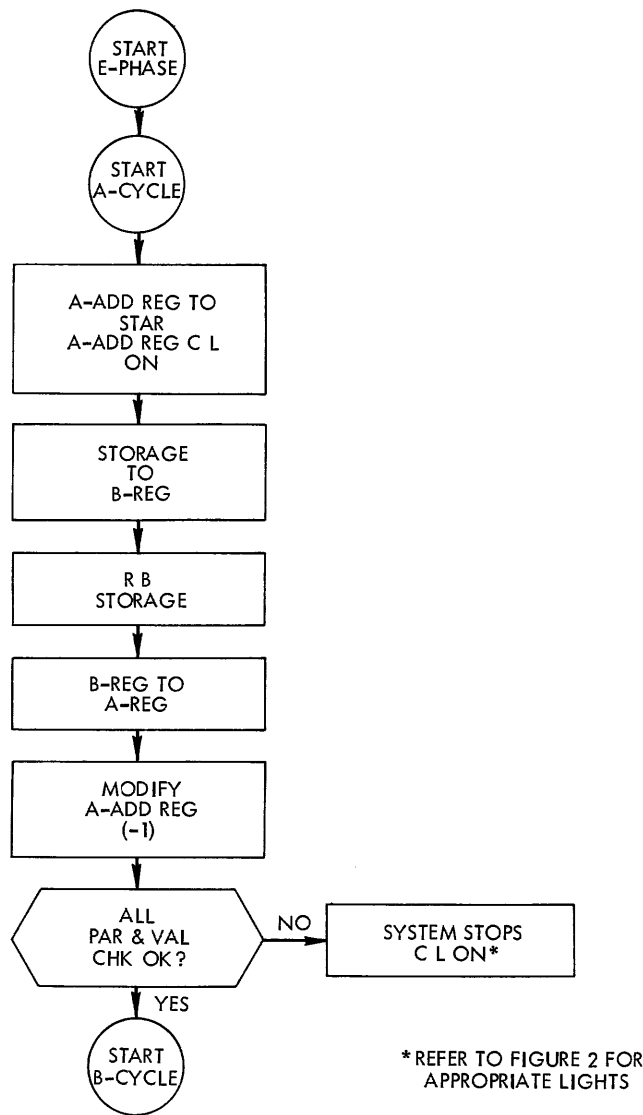 START
E-PHASE
START
A-CYCLE
A-ADD REG TO
STAR
A-ADD REG C L
ON
STORAGE
TO
B-REG
R B
STORAGE
B-REG TO
A-REG
MODIFY
A-ADD REG
(-1)
ALL
PAR & VAL
CHK OK?
NO
SYSTEM STOPS
C L ON*
YES
START
B-CYCLE
*REFER TO FIGURE 2 FOR
APPROPRIATE LIGHTS